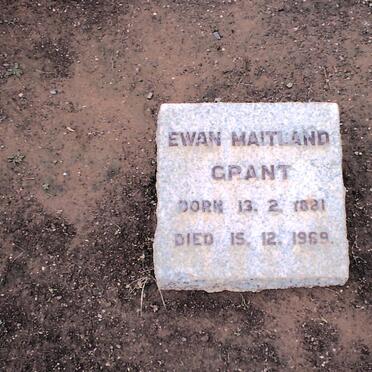 EWAN MAITLAND
GRANT
BORN 13. 2. 1881
DIED 15. 12. 1969.